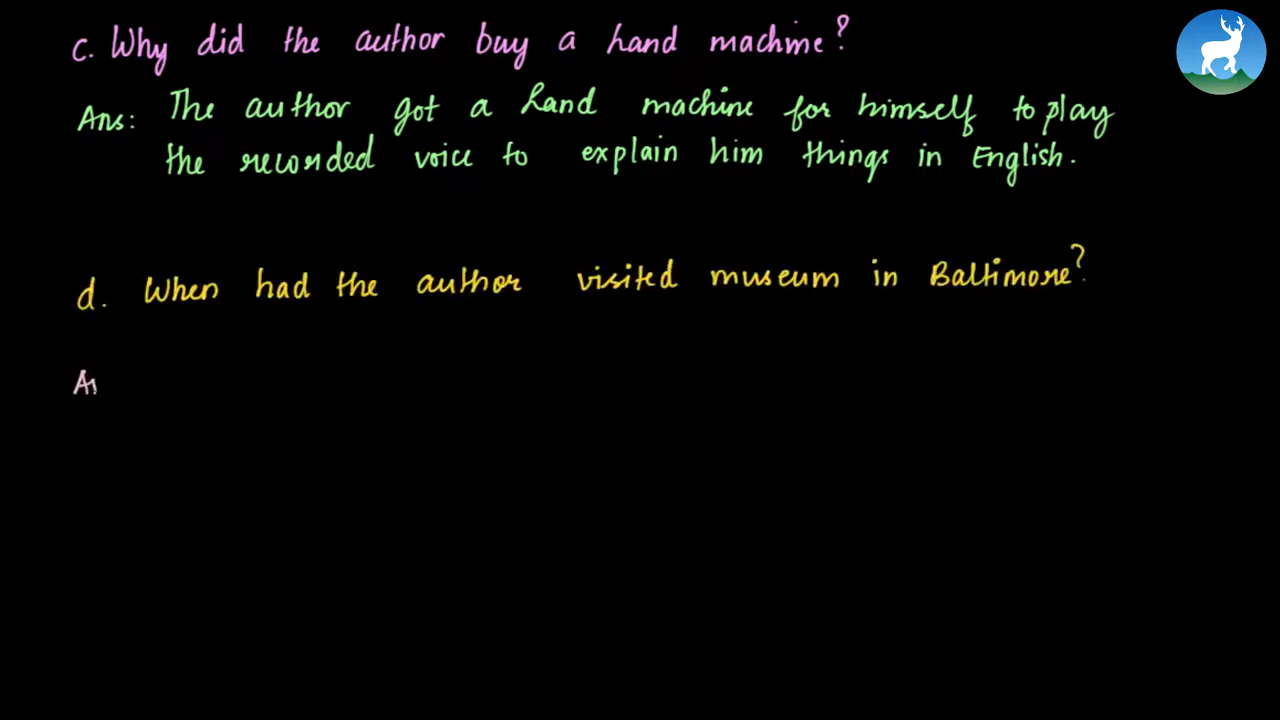 c. Why did the author buy a hand machine?
Ans: The author got a hand machine for himself to play
the recorded voice to explain him things in English.
d. When had the author visited museum in Baltimore?
An